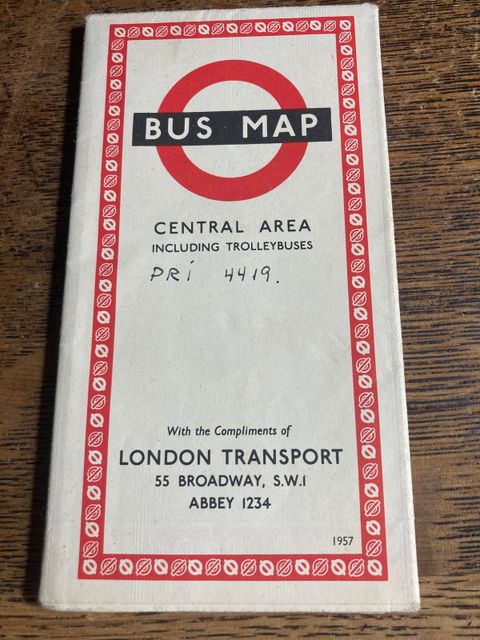 BUS MAP
CENTRAL AREA
INCLUDING TROLLEYBUSES
PRI 4419.
With the Compliments of
LONDON TRANSPORT
55 BROADWAY, S.W.1
ABBEY 1234
1957